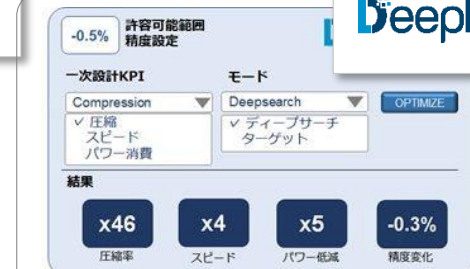 Deepl
-0.5%
許容可能範囲
精度設定
一次設計KPI
モード
Compression
Deepsearch
OPTIMIZE
✓ 圧縮
スピード
パワー消費
✓ ディープサーチ
ターゲット
結果
x46
x4
x5
-0.3%
圧縮率
スピード
パワー低減
精度変化